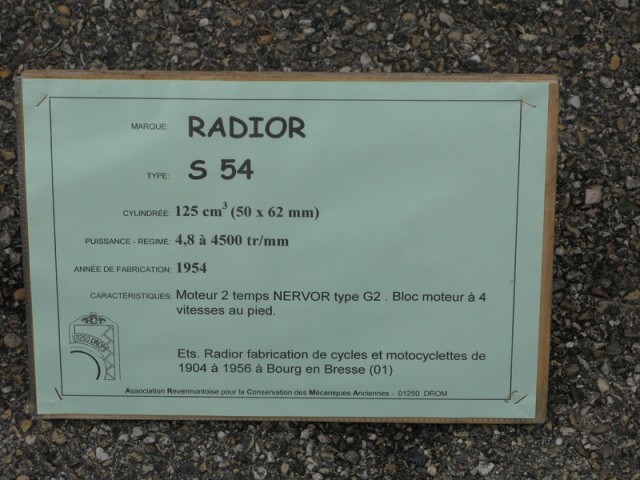 MARQUE: RADIOR
TYPE: S 54
CYLINDRÉE: 125 cm³ (50 x 62 mm)
PUISSANCE - REGIME: 4,8 à 4500 tr/mm
ANNÉE DE FABRICATION: 1954
CARACTÉRISTIQUES: Moteur 2 temps NERVOR type G2 . Bloc moteur à 4
vitesses au pied.
01250 DROM
Ets. Radior fabrication de cycles et motocyclettes de
1904 à 1956 à Bourg en Bresse (01)
Association Revermontoise pour la Conservation des Mécaniques Anciennes - 01250 DROM